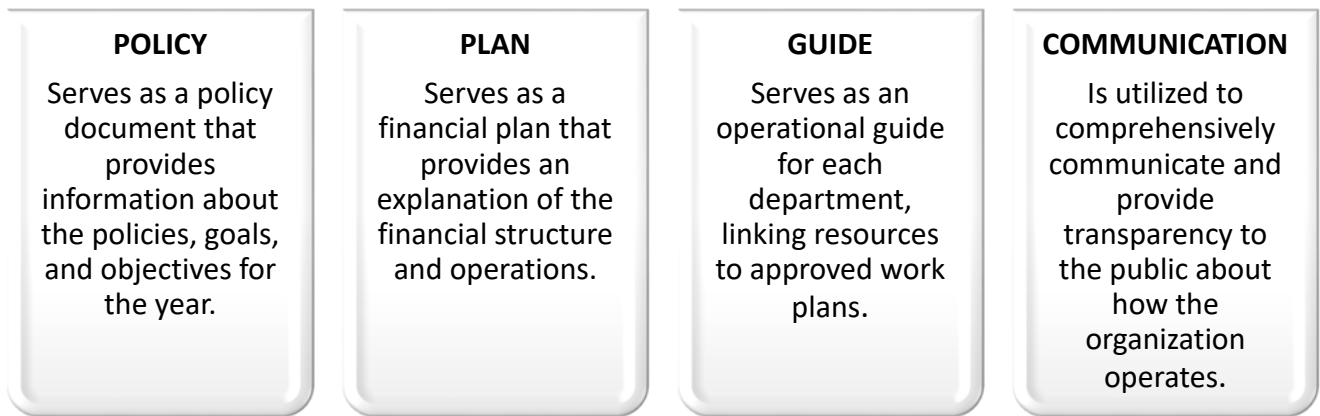 POLICY
Serves as a policy
document that
provides
information about
the policies, goals,
and objectives for
the year.
PLAN
Serves as a
financial plan that
provides an
explanation of the
financial structure
and operations.
GUIDE
Serves as an
operational guide
for each
department,
linking resources
to approved work
plans.
COMMUNICATION
Is utilized to
comprehensively
communicate and
provide
transparency to
the public about
how the
organization
operates.